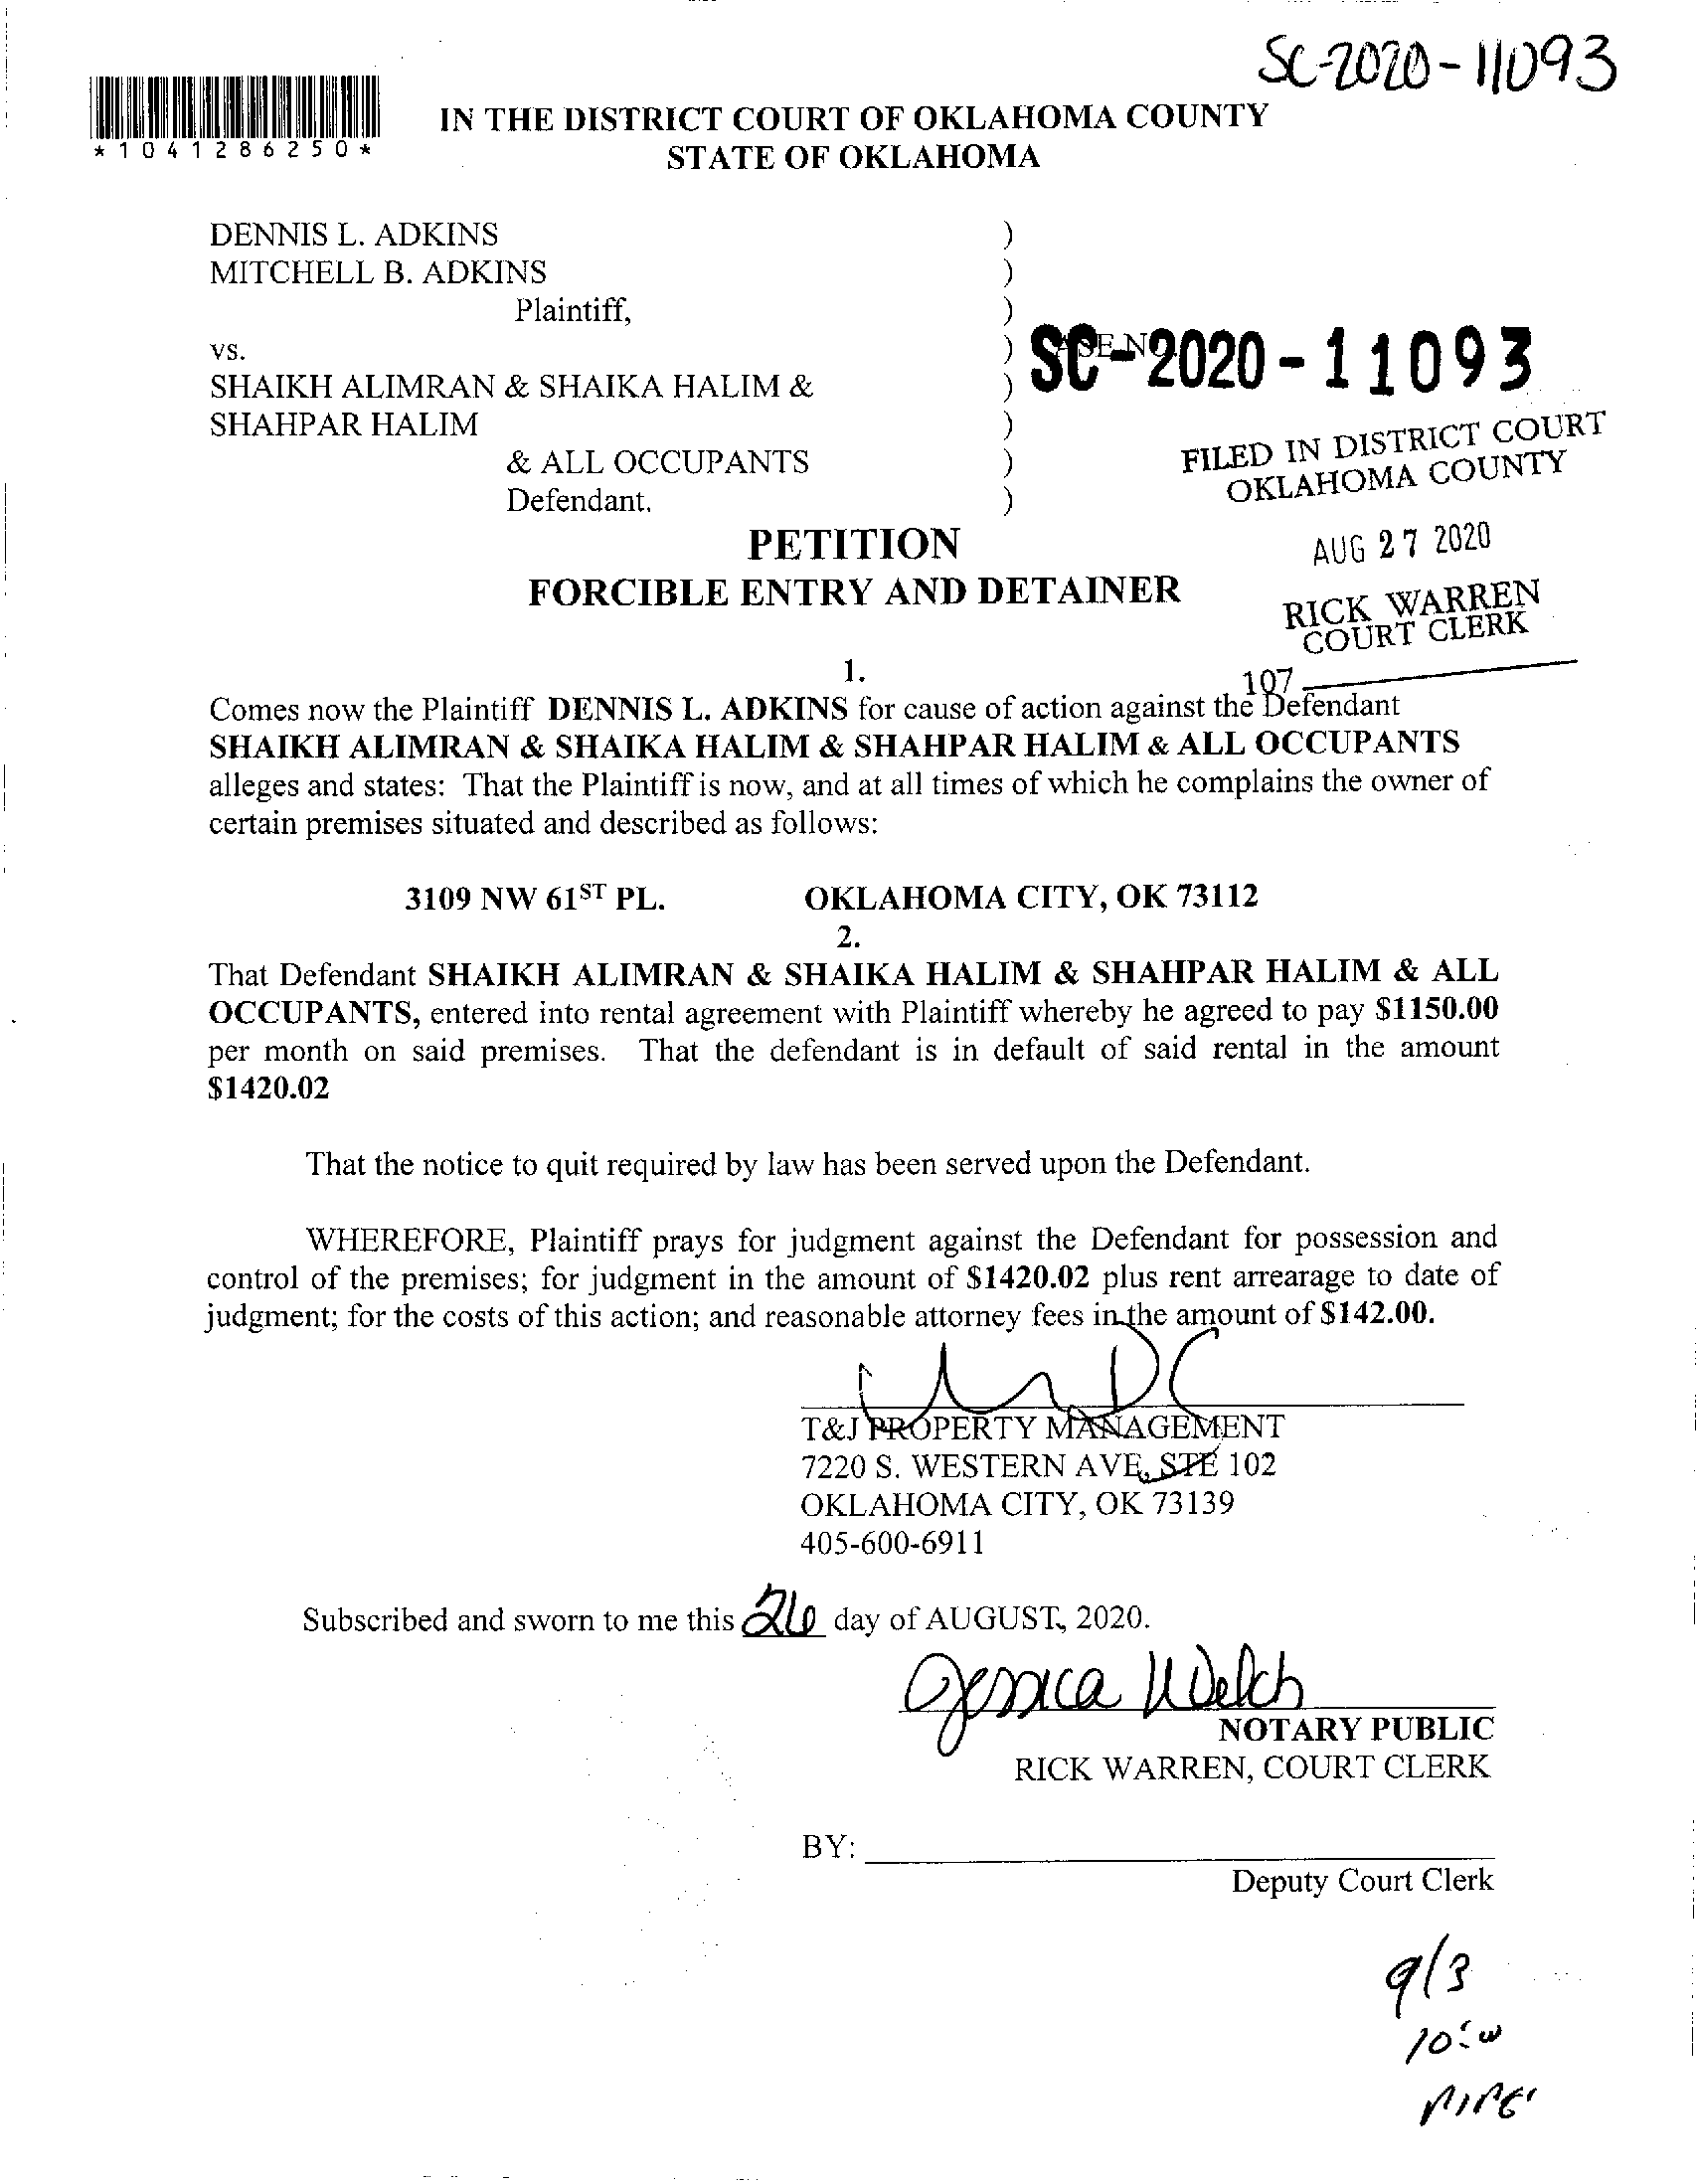 SC-2020-11093
*1041286250*
IN THE DISTRICT COURT OF OKLAHOMA COUNTY
STATE OF OKLAHOMA
DENNIS L. ADKINS )
MITCHELL B. ADKINS )
Plaintiff, )
vs. )
SC-2020-11093
SHAIKH ALIMRAN & SHAIKA HALIM & )
SHAHPAR HALIM )
& ALL OCCUPANTS )
Defendant. )
FILED IN DISTRICT COURT
OKLAHOMA COUNTY
AUG 27 2020
RICK WARREN
COURT CLERK
107
PETITION
FORCIBLE ENTRY AND DETAINER
1.
Comes now the Plaintiff DENNIS L. ADKINS for cause of action against the Defendant
SHAIKH ALIMRAN & SHAIKA HALIM & SHAHPAR HALIM & ALL OCCUPANTS
alleges and states: That the Plaintiff is now, and at all times of which he complains the owner of
certain premises situated and described as follows:
3109 NW 61ST PL. OKLAHOMA CITY, OK 73112
2.
That Defendant SHAIKH ALIMRAN & SHAIKA HALIM & SHAHPAR HALIM & ALL
OCCUPANTS, entered into rental agreement with Plaintiff whereby he agreed to pay $1150.00
per month on said premises. That the defendant is in default of said rental in the amount
$1420.02
That the notice to quit required by law has been served upon the Defendant.
WHEREFORE, Plaintiff prays for judgment against the Defendant for possession and
control of the premises; for judgment in the amount of $1420.02 plus rent arrearage to date of
judgment; for the costs of this action; and reasonable attorney fees in the amount of $142.00.
T&J PROPERTY MANAGEMENT
7220 S. WESTERN AVE, STE 102
OKLAHOMA CITY, OK 73139
405-600-6911
Subscribed and sworn to me this 26 day of AUGUST, 2020.
Jessica Welch
NOTARY PUBLIC
RICK WARREN, COURT CLERK
BY:
Deputy Court Clerk
9/3